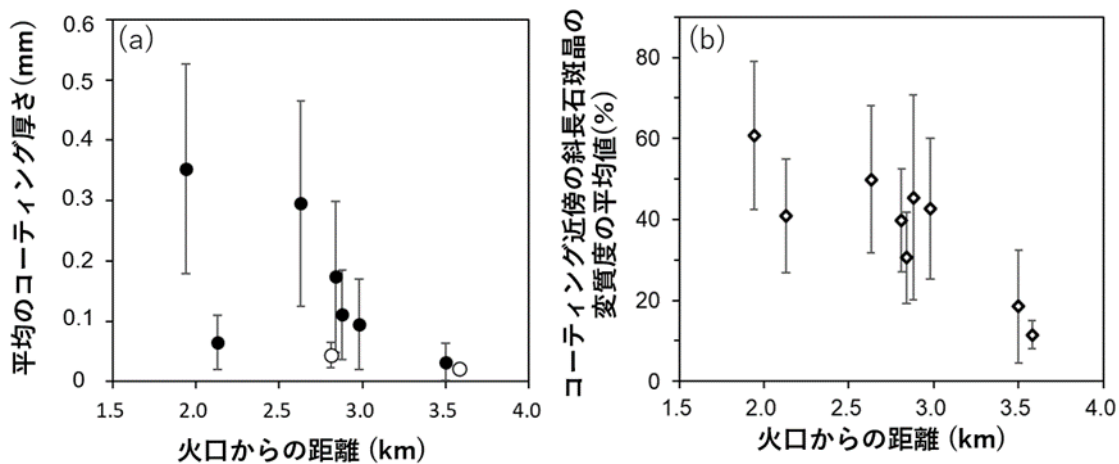 (a)
平均のコーティング厚さ(mm)
0.6
0.5
0.4
0.3
0.2
0.1
0
1.5 2.0 2.5 3.0 3.5 4.0
火口からの距離 (km)
(b)
コーティング近傍の斜長石斑晶の
変質度の平均値(%)
80
60
40
20
0
1.5 2.0 2.5 3.0 3.5 4.0
火口からの距離 (km)